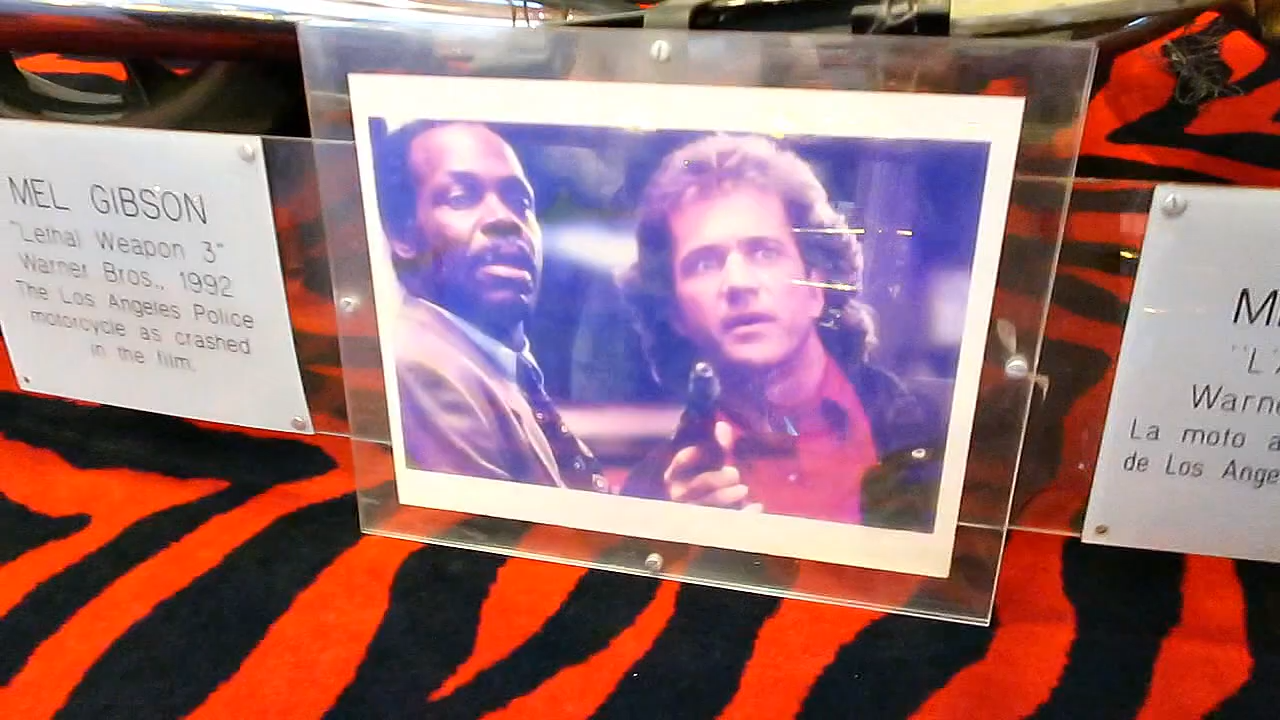 MEL GIBSON
"Lethal Weapon 3"
Warner Bros., 1992
The Los Angeles Police
motorcycle as crashed
in the film.
M
"L'
Warn
La moto a
de Los Ange